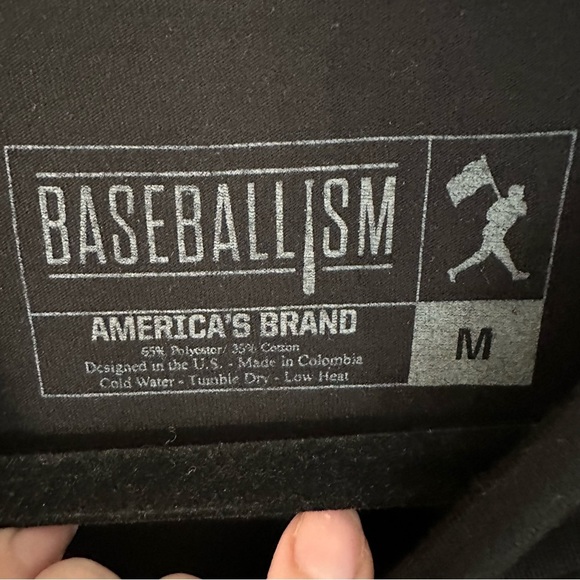 BASEBALLISM
AMERICA'S BRAND
M
65% Polyester/ 35% Cotton
Designed in the U.S. - Made in Colombia
Cold Water - Tumble Dry - Low Heat